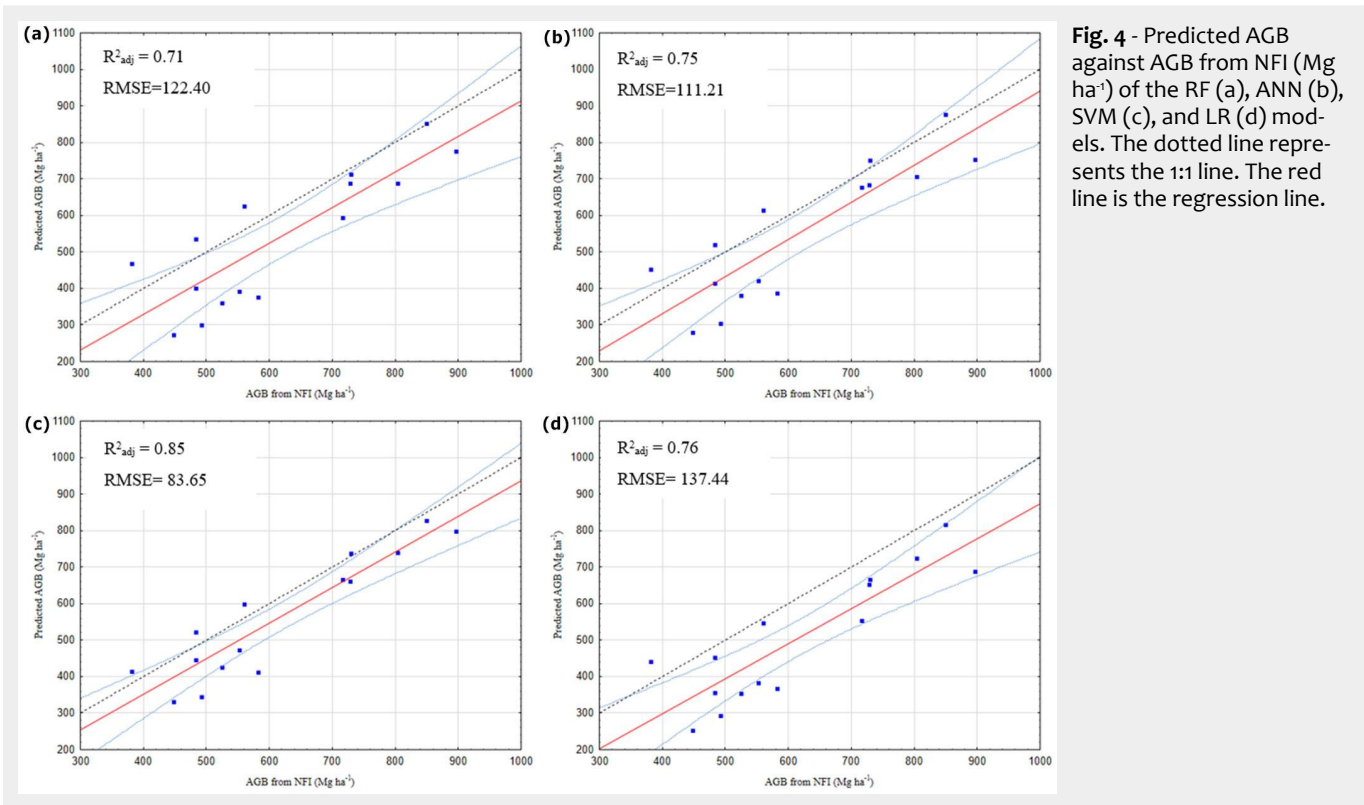 (a)
R²adj = 0.71
RMSE=122.40
Predicted AGB (Mg ha⁻¹)
1100
1000
900
800
700
600
500
400
300
200
300 400 500 600 700 800 900 1000
AGB from NFI (Mg ha⁻¹)
(b)
R²adj = 0.75
RMSE=111.21
Predicted AGB (Mg ha⁻¹)
1100
1000
900
800
700
600
500
400
300
200
300 400 500 600 700 800 900 1000
AGB from NFI (Mg ha⁻¹)
(c)
R²adj = 0.85
RMSE= 83.65
Predicted AGB (Mg ha⁻¹)
1100
1000
900
800
700
600
500
400
300
200
300 400 500 600 700 800 900 1000
AGB from NFI (Mg ha⁻¹)
(d)
R²adj = 0.76
RMSE= 137.44
Predicted AGB (Mg ha⁻¹)
1100
1000
900
800
700
600
500
400
300
200
300 400 500 600 700 800 900 1000
AGB from NFI (Mg ha⁻¹)
Fig. 4 - Predicted AGB
against AGB from NFI (Mg
ha⁻¹) of the RF (a), ANN (b),
SVM (c), and LR (d) mod-
els. The dotted line repre-
sents the 1:1 line. The red
line is the regression line.